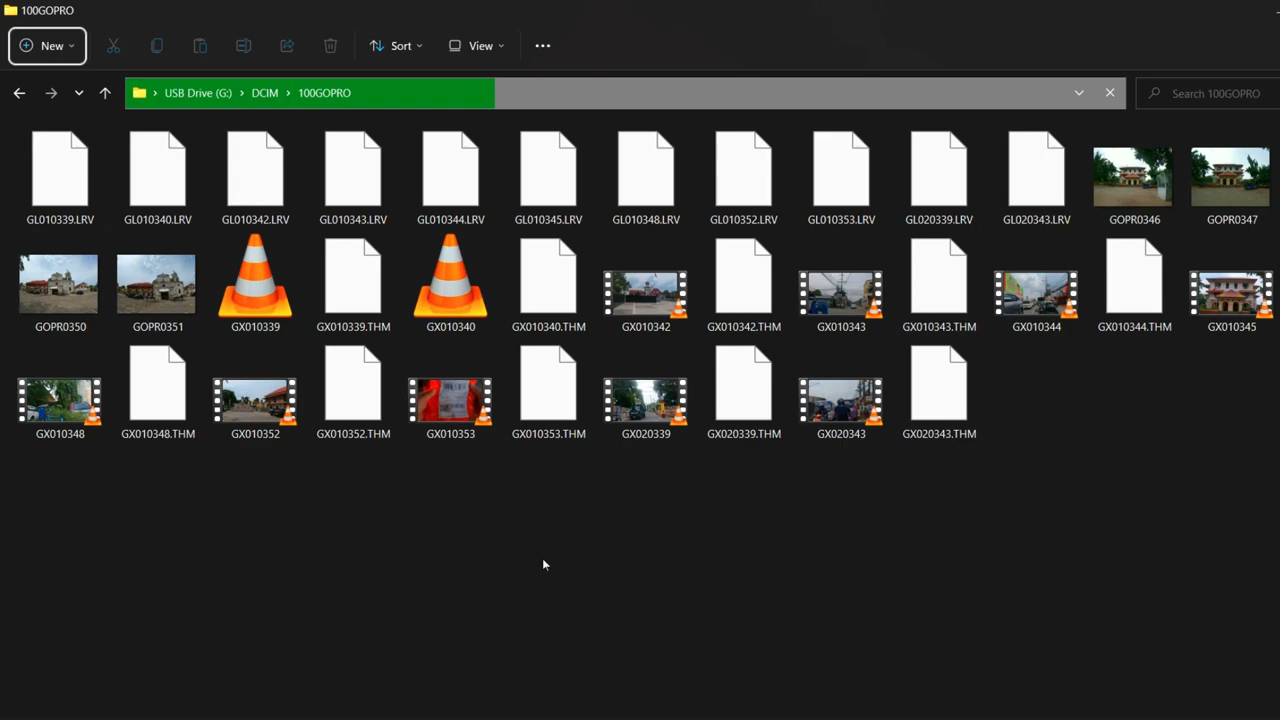 100GOPRO
New Sort View
USB Drive (G:) DCIM 100GOPRO Search 100GOPRO
GL010339.LRV GL010340.LRV GL010342.LRV GL010343.LRV GL010344.LRV GL010345.LRV GL010348.LRV GL010352.LRV GL010353.LRV GL020339.LRV GL020343.LRV GOPR0346 GOPR0347
GOPR0350 GOPR0351 GX010339 GX010339.THM GX010340 GX010340.THM GX010342 GX010342.THM GX010343 GX010343.THM GX010344 GX010344.THM GX010345
GX010348 GX010348.THM GX010352 GX010352.THM GX010353 GX010353.THM GX020339 GX020339.THM GX020343 GX020343.THM